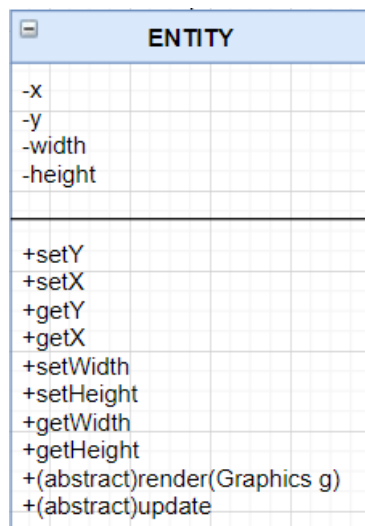 ENTITY
-x
-y
-width
-height
+setY
+setX
+getY
+getX
+setWidth
+setHeight
+getWidth
+getHeight
+(abstract)render(Graphics g)
+(abstract)update